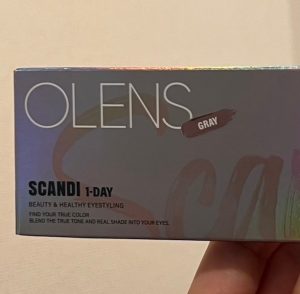 OLENS
GRAY
Sca
SCANDI 1-DAY
BEAUTY & HEALTHY EYESTYLING
FIND YOUR TRUE COLOR
BLEND THE TRUE TONE AND REAL SHADE INTO YOUR EYES.